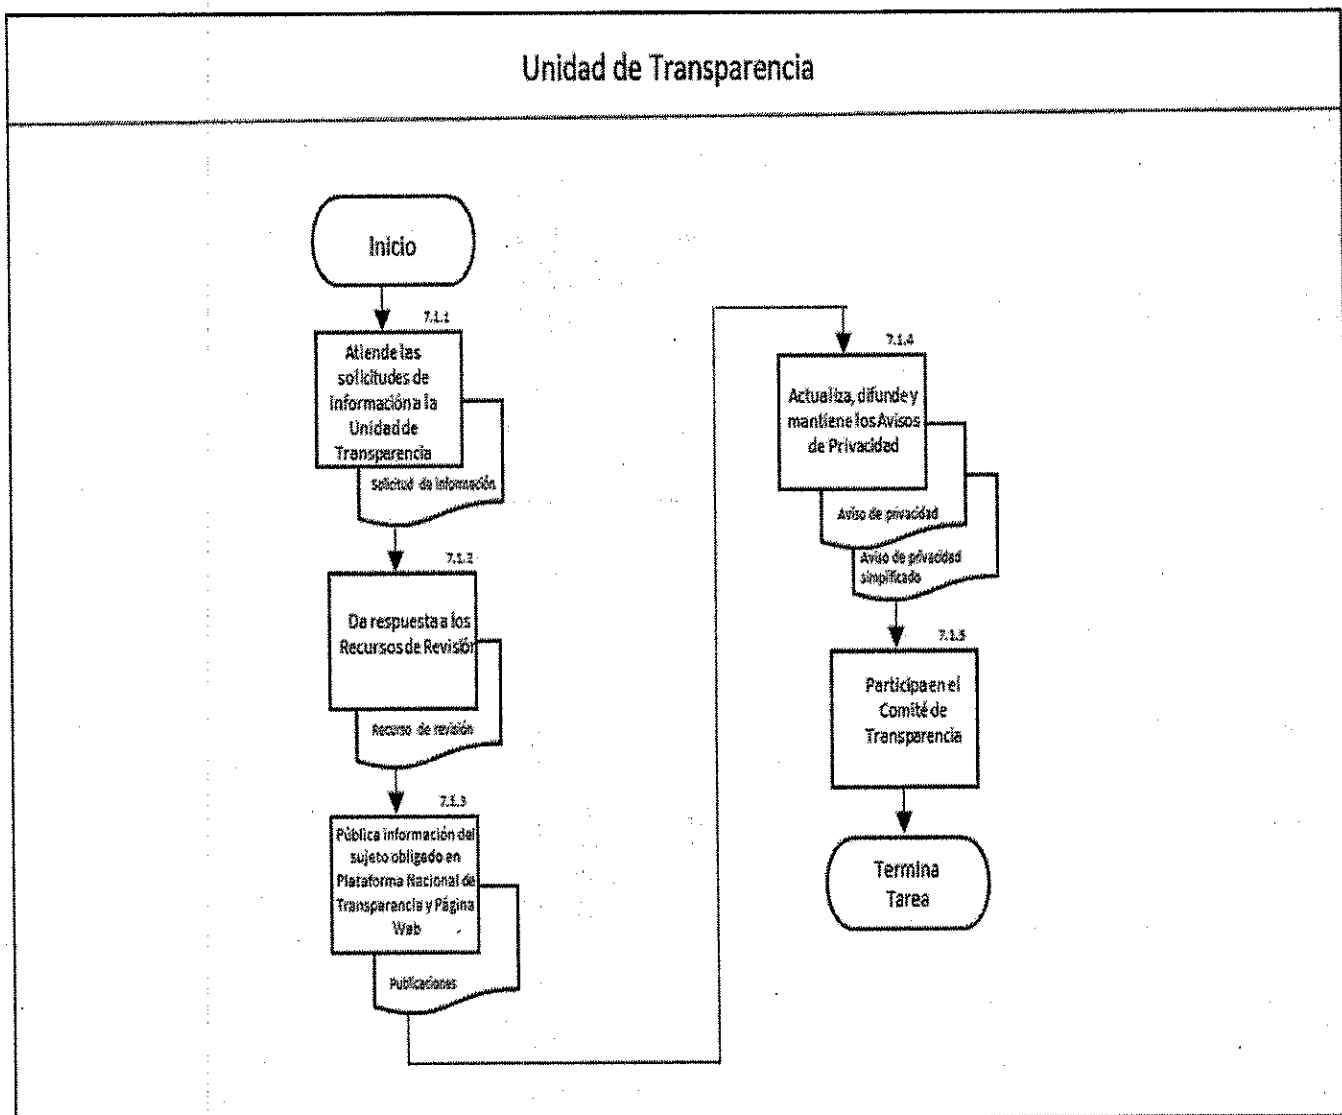 Unidad de Transparencia
Inicio
7.1.1
Atiende las
solicitudes de
información a la
Unidad de
Transparencia
Solicitud de información
7.1.2
Da respuesta a los
Recursos de Revisión
Recurso de revisión
7.1.3
Pública información del
sujeto obligado en
Plataforma Nacional de
Transparencia y Página
Web
Publicaciones
7.1.4
Actualiza, difunde y
mantiene los Avisos
de Privacidad
Aviso de privacidad
Aviso de privacidad
simplificado
7.1.5
Participa en el
Comité de
Transparencia
Termina
Tarea